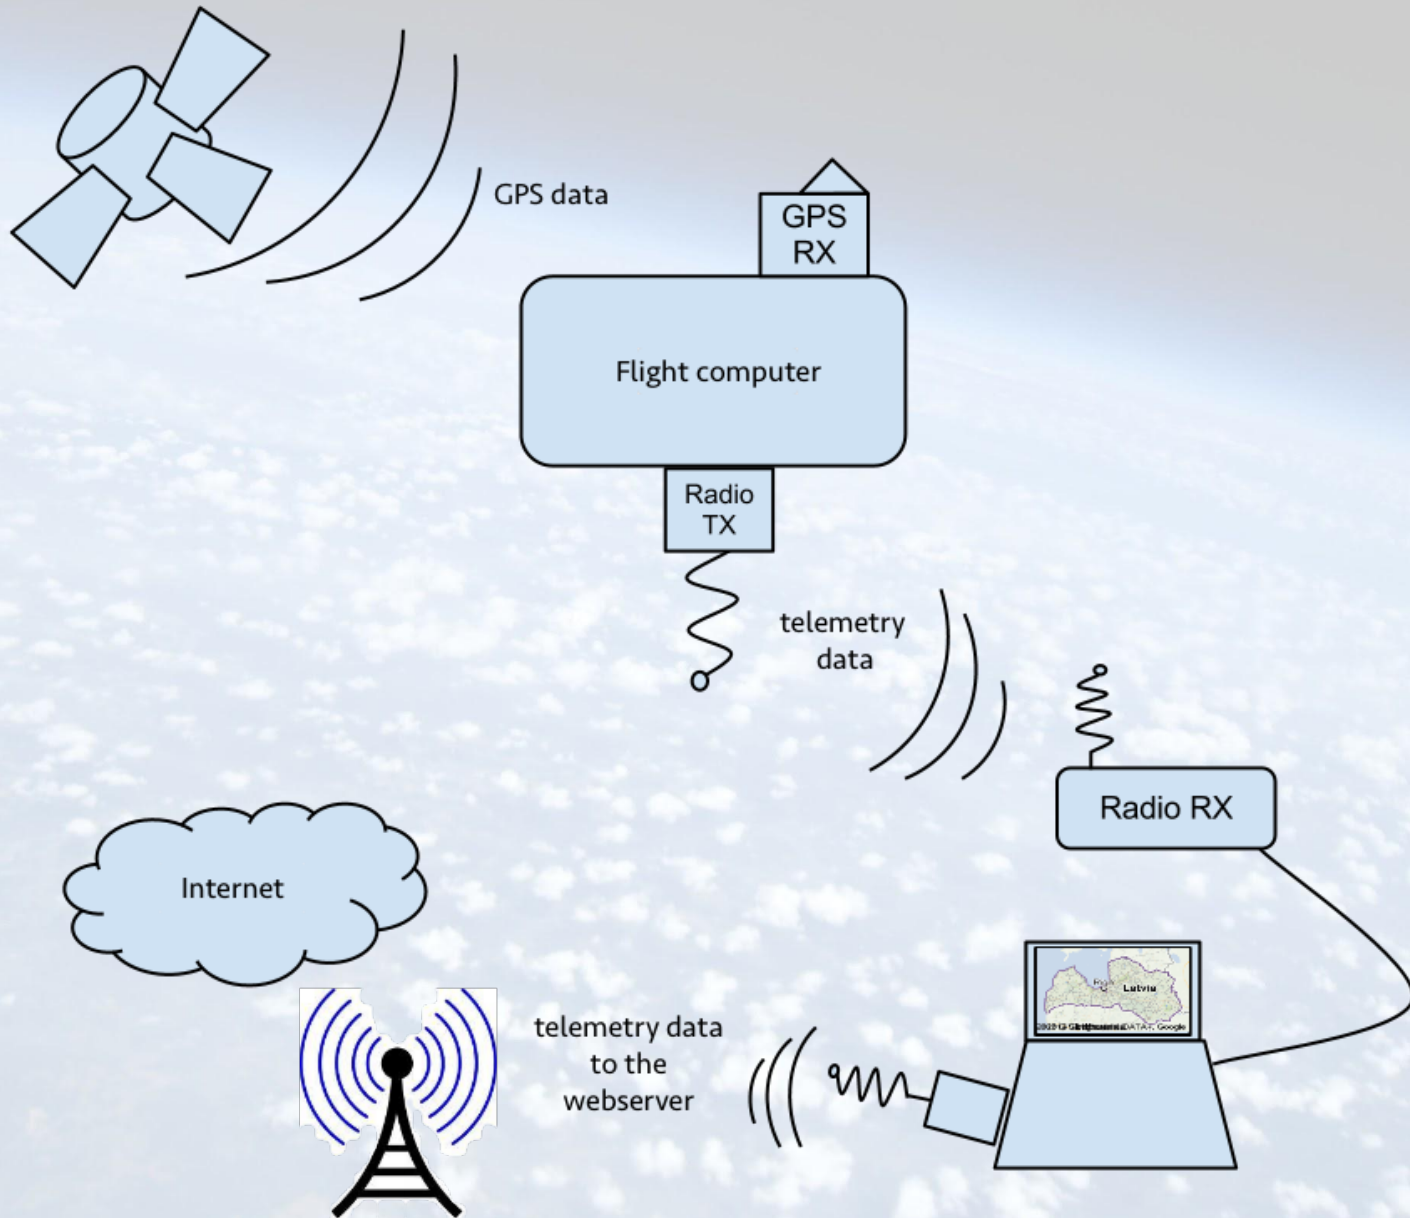 GPS data
GPS
RX
Flight computer
Radio
TX
telemetry
data
Radio RX
Internet
Latvia
telemetry data
to the
webserver